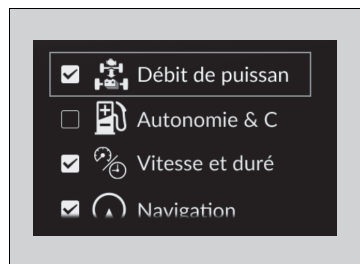 Débit de puissan
Autonomie & C
Vitesse et duré
Navigation